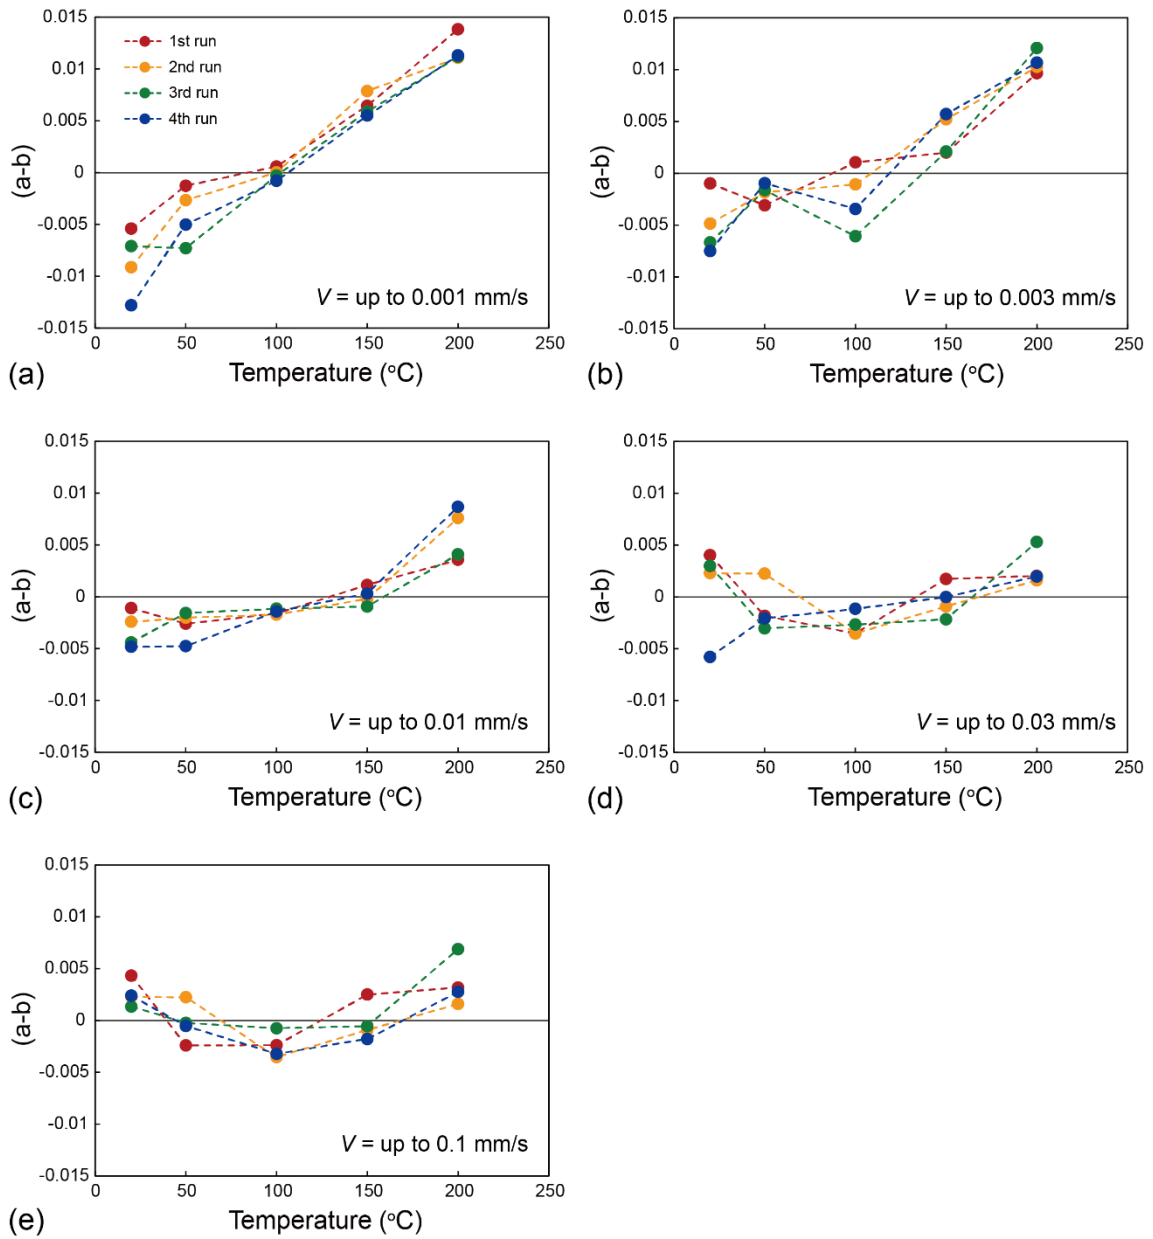 0.015
0.01
0.005
0
-0.005
-0.01
-0.015
(a-b)
1st run
2nd run
3rd run
4th run
V = up to 0.001 mm/s
0 50 100 150 200 250
Temperature (°C)
(a)
0.015
0.01
0.005
0
-0.005
-0.01
-0.015
(a-b)
V = up to 0.003 mm/s
0 50 100 150 200 250
Temperature (°C)
(b)
0.015
0.01
0.005
0
-0.005
-0.01
-0.015
(a-b)
V = up to 0.01 mm/s
0 50 100 150 200 250
Temperature (°C)
(c)
0.015
0.01
0.005
0
-0.005
-0.01
-0.015
(a-b)
V = up to 0.03 mm/s
0 50 100 150 200 250
Temperature (°C)
(d)
0.015
0.01
0.005
0
-0.005
-0.01
-0.015
(a-b)
V = up to 0.1 mm/s
0 50 100 150 200 250
Temperature (°C)
(e)